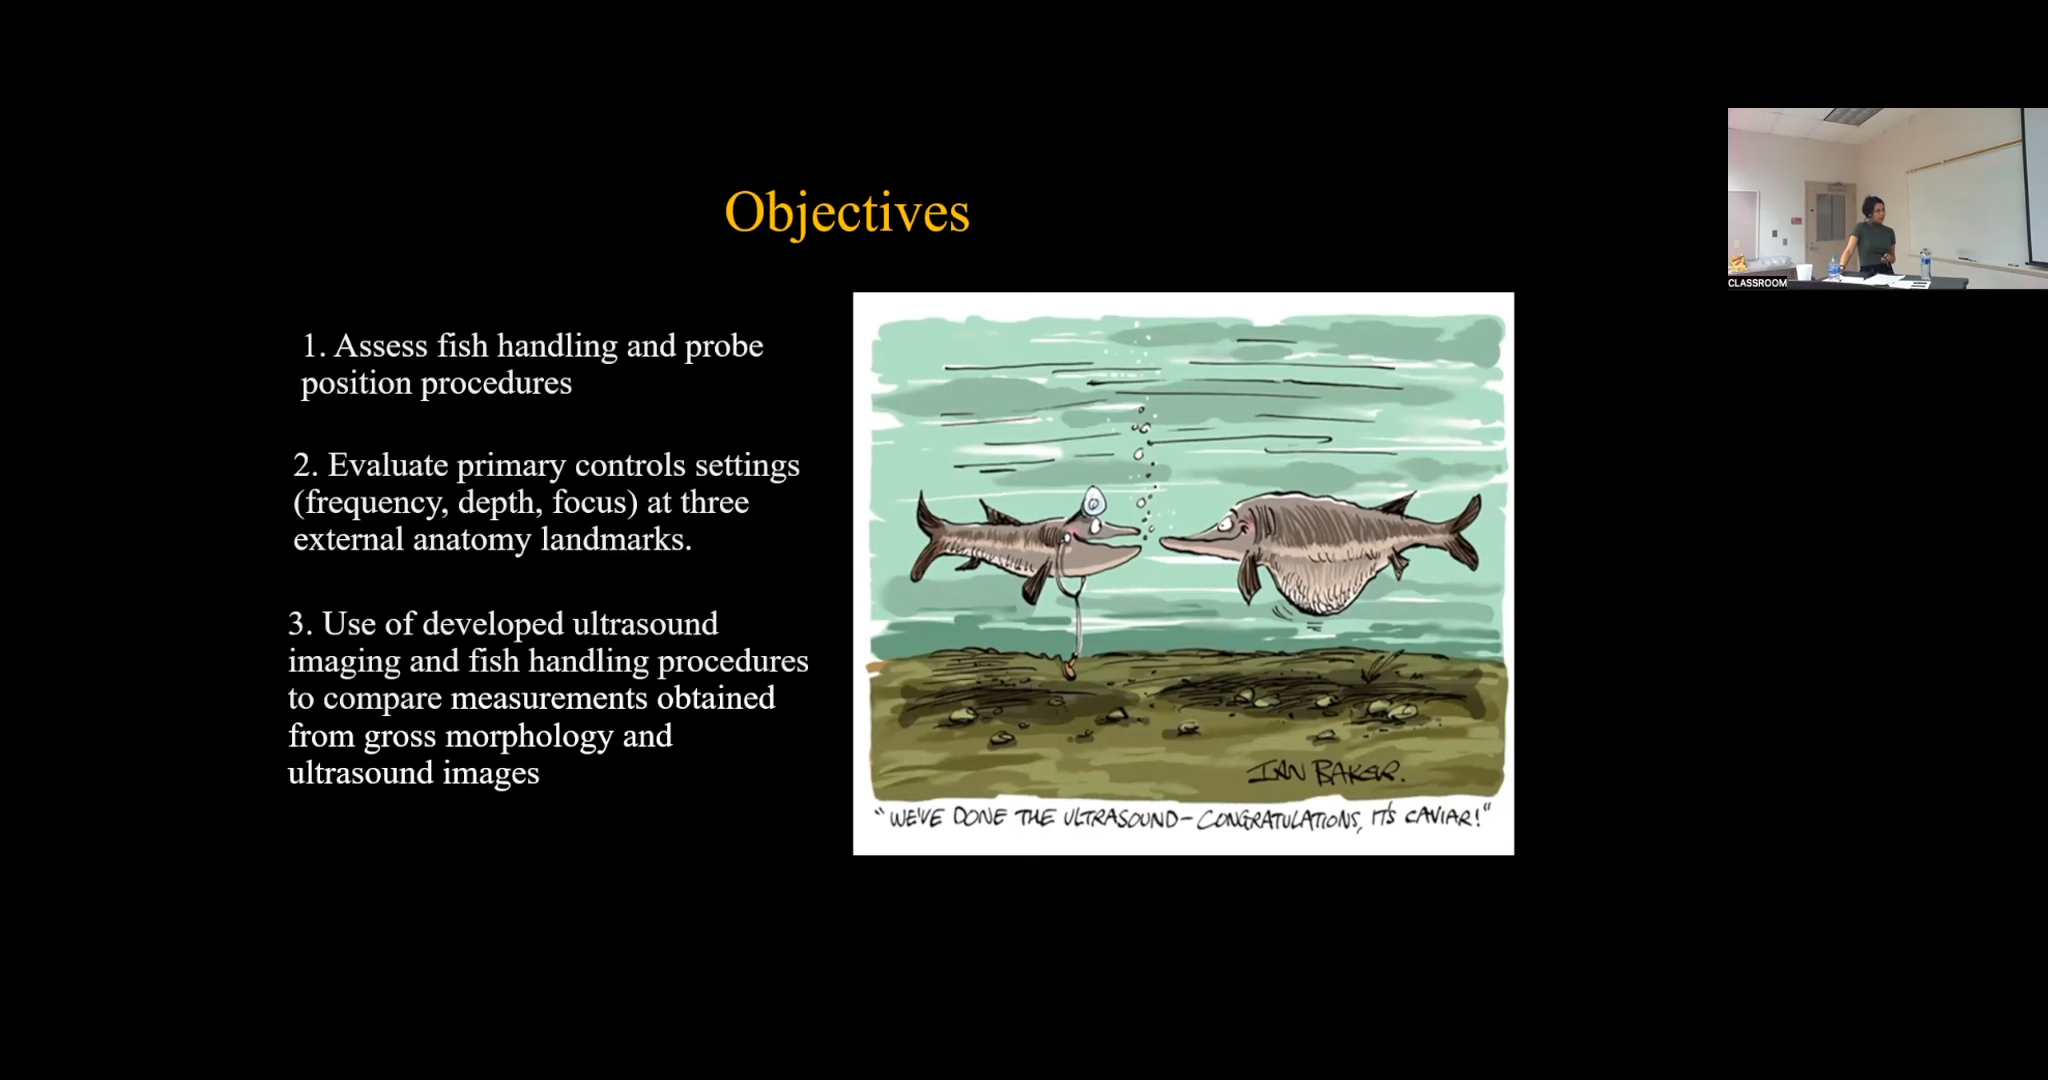 Objectives
1. Assess fish handling and probe
position procedures
2. Evaluate primary controls settings
(frequency, depth, focus) at three
external anatomy landmarks.
3. Use of developed ultrasound
imaging and fish handling procedures
to compare measurements obtained
from gross morphology and
ultrasound images
IAN BAKER.
"WE'VE DONE THE ULTRASOUND - CONGRATULATIONS, IT'S CAVIAR!"
CLASSROOM